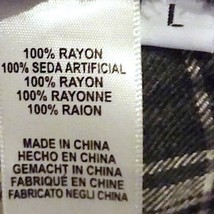 L
100% RAYON
100% SEDA ARTIFICIAL
100% RAYON
100% RAYONNE
100% RAION
MADE IN CHINA
HECHO EN CHINA
GEMACHT IN CHINA
FABRIQUÉ EN CHINE
FABRICATO NEGLI CHINA